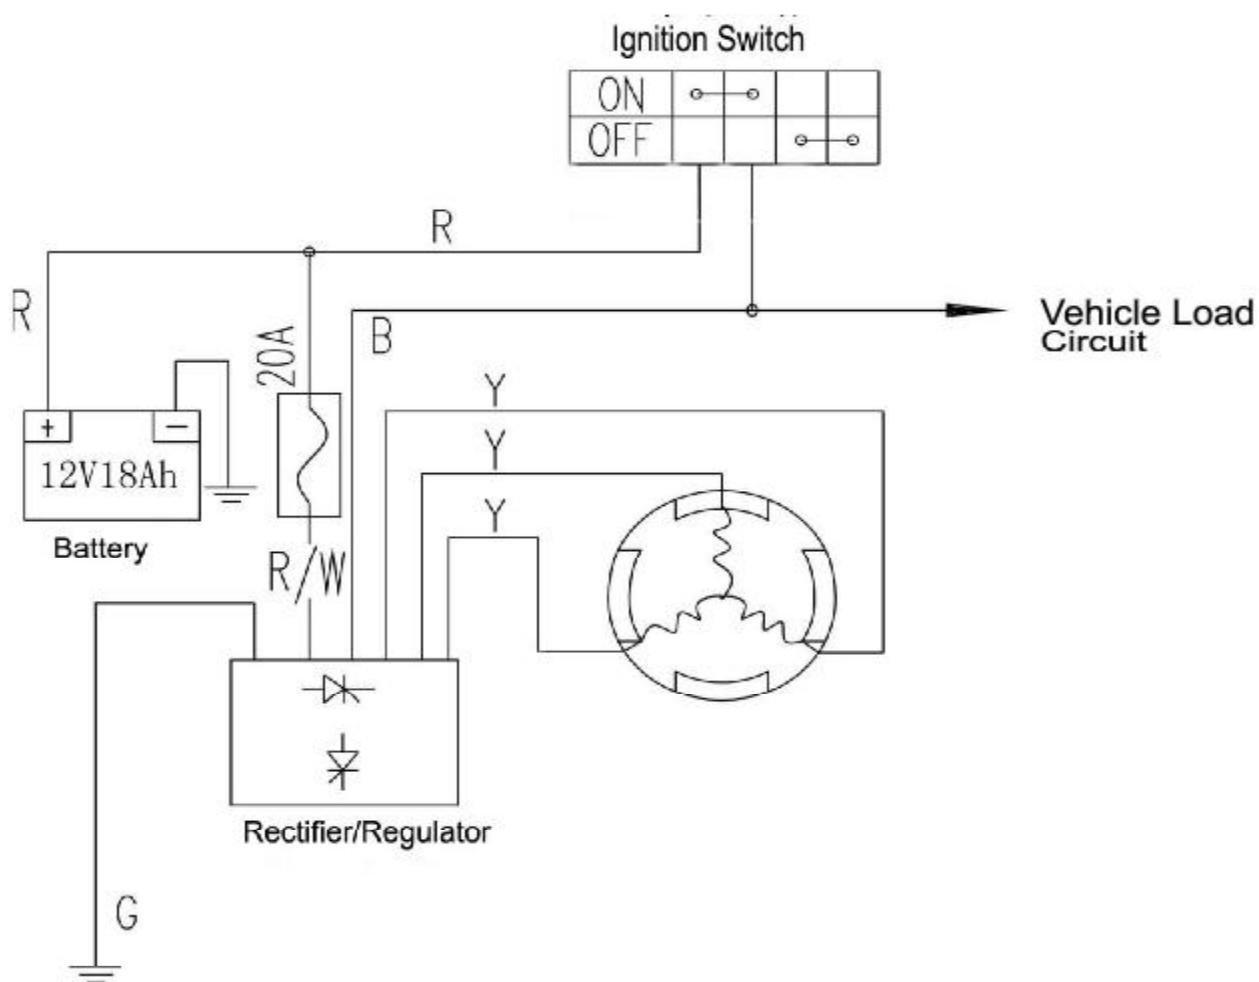 Ignition Switch
ON
OFF
R
R
B
20A
Vehicle Load
Circuit
Y
Y
Y
+ −
12V18Ah
Battery
R/W
Rectifier/Regulator
G